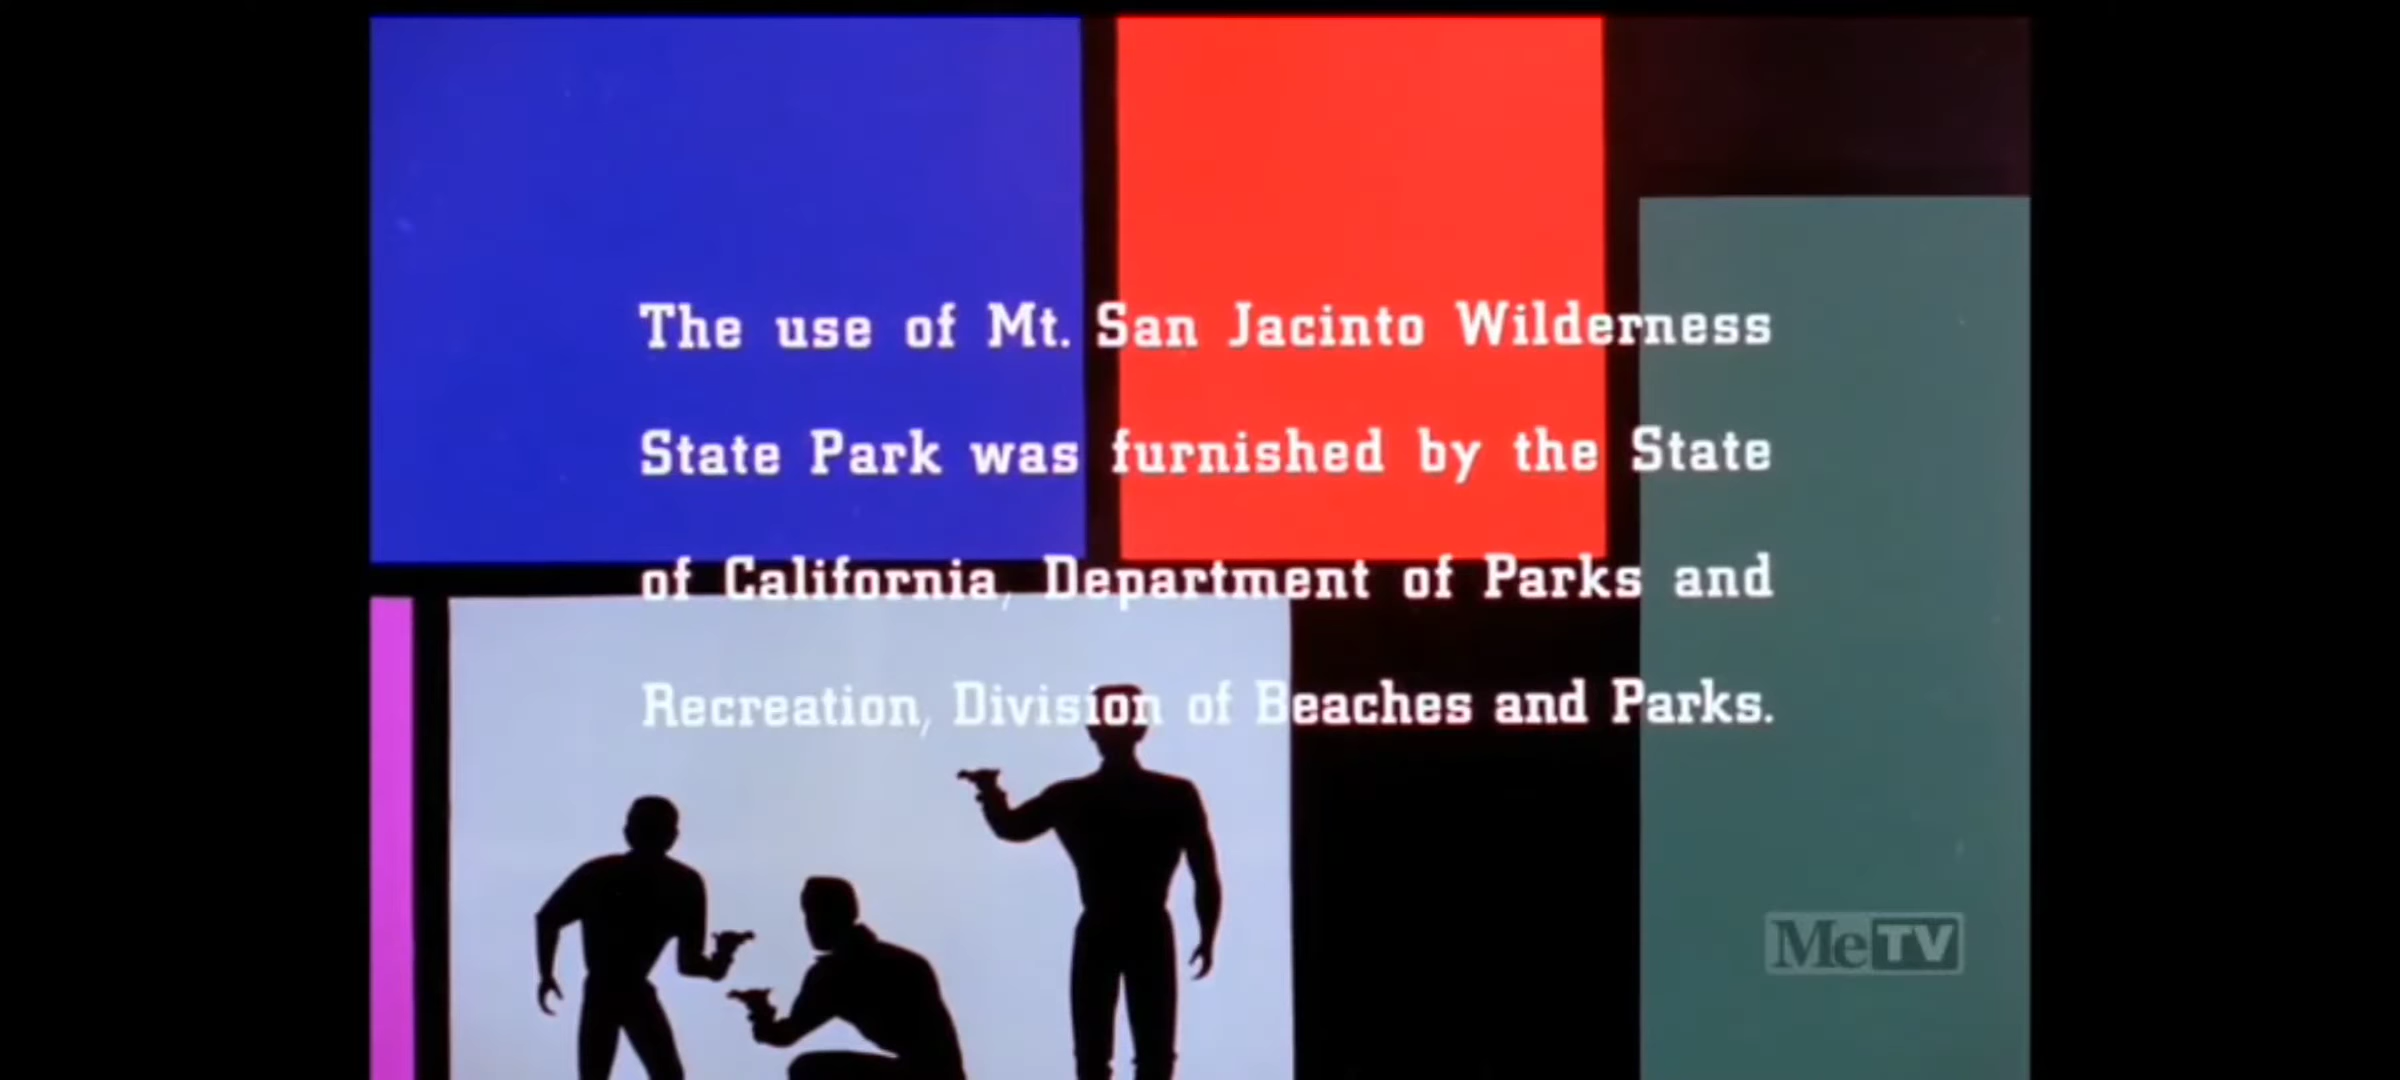 The use of Mt. San Jacinto Wilderness
State Park was furnished by the State
of California, Department of Parks and
Recreation, Division of Beaches and Parks.
MeTV